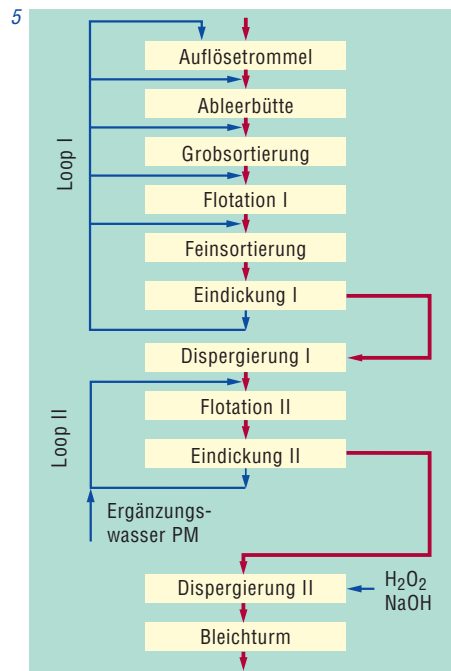 5
Auflösetrommel
Ableerbütte
Grobsortierung
Flotation I
Feinsortierung
Eindickung I
Loop I
Dispergierung I
Flotation II
Eindickung II
Loop II
Ergänzungs-
wasser PM
Dispergierung II
H₂O₂
NaOH
Bleichturm